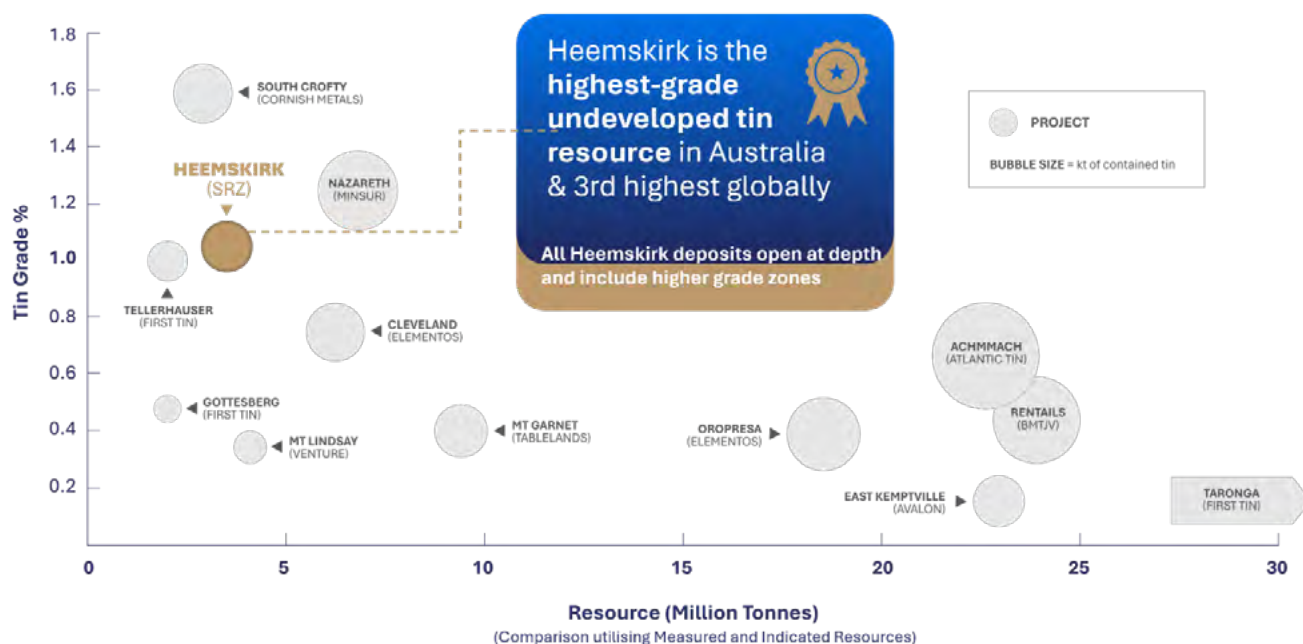 1.8
1.6
1.4
1.2
1.0
0.8
0.6
0.4
0.2
Tin Grade %
SOUTH CROFTY
(CORNISH METALS)
HEEMSKIRK
(SRZ)
NAZARETH
(MINSUR)
TELLERHAUSER
(FIRST TIN)
CLEVELAND
(ELEMENTOS)
GOTTESBERG
(FIRST TIN)
MT LINDSAY
(VENTURE)
MT GARNET
(TABLELANDS)
Heemskirk is the
highest-grade
undeveloped tin
resource in Australia
& 3rd highest globally
All Heemskirk deposits open at depth
and include higher grade zones
PROJECT
BUBBLE SIZE = kt of contained tin
ACHMMACH
(ATLANTIC TIN)
RENTAILS
(BMTJV)
OROPRESA
(ELEMENTOS)
EAST KEMPTVILLE
(AVALON)
TARONGA
(FIRST TIN)
0 5 10 15 20 25 30
Resource (Million Tonnes)
(Comparison utilising Measured and Indicated Resources)